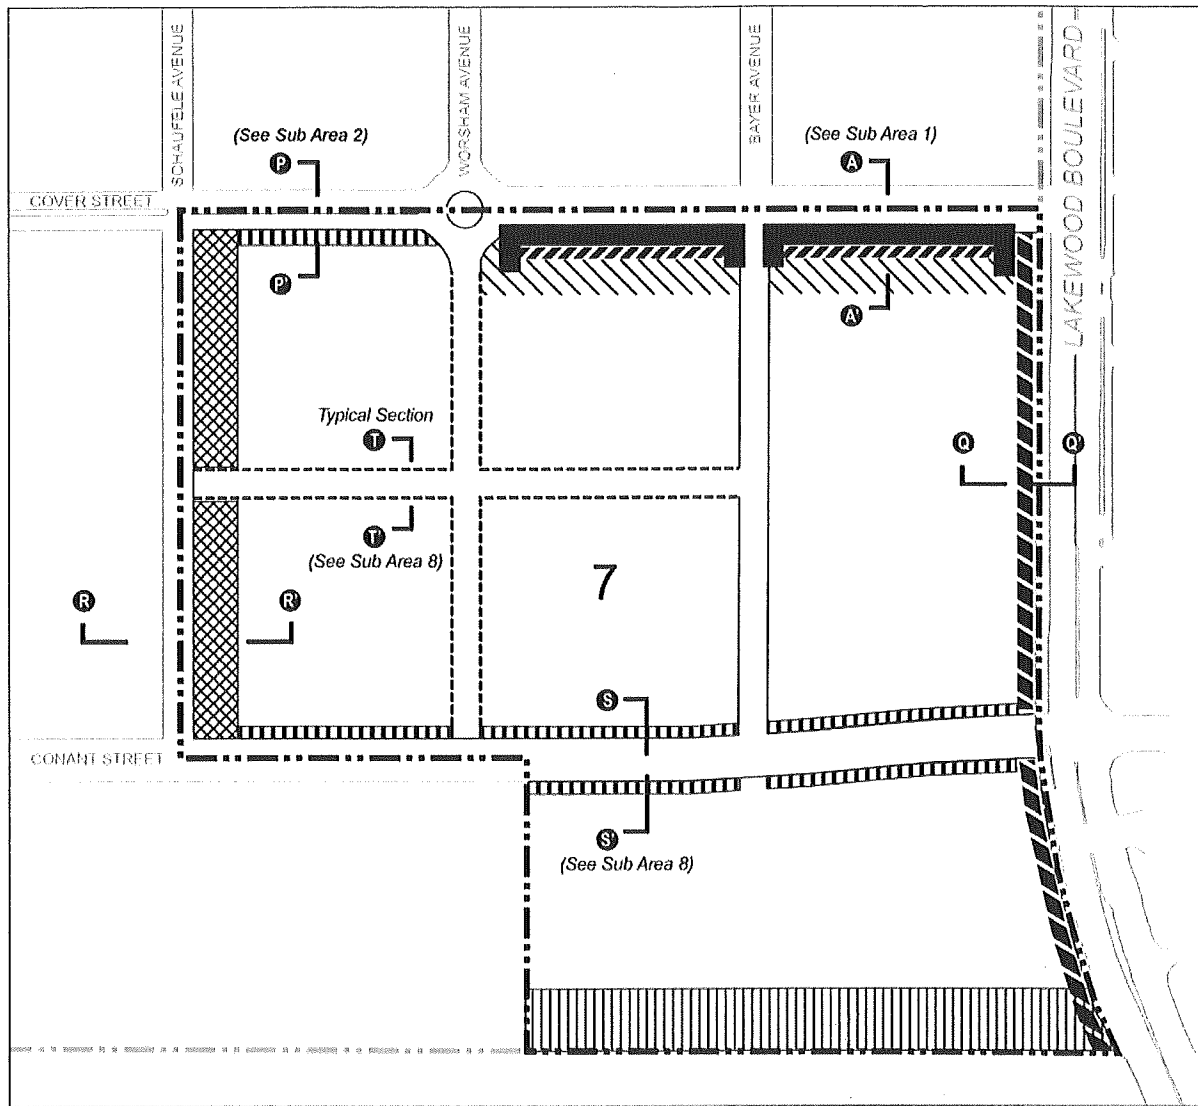 SCHAUFELE AVENUE
WORSHAM AVENUE
BAYER AVENUE
LAKEWOOD BOULEVARD
(See Sub Area 2)
P
(See Sub Area 1)
A
COVER STREET
P'
A'
Typical Section
T
Q
Q'
T'
(See Sub Area 8)
7
R
R'
S
CONANT STREET
S'
(See Sub Area 8)